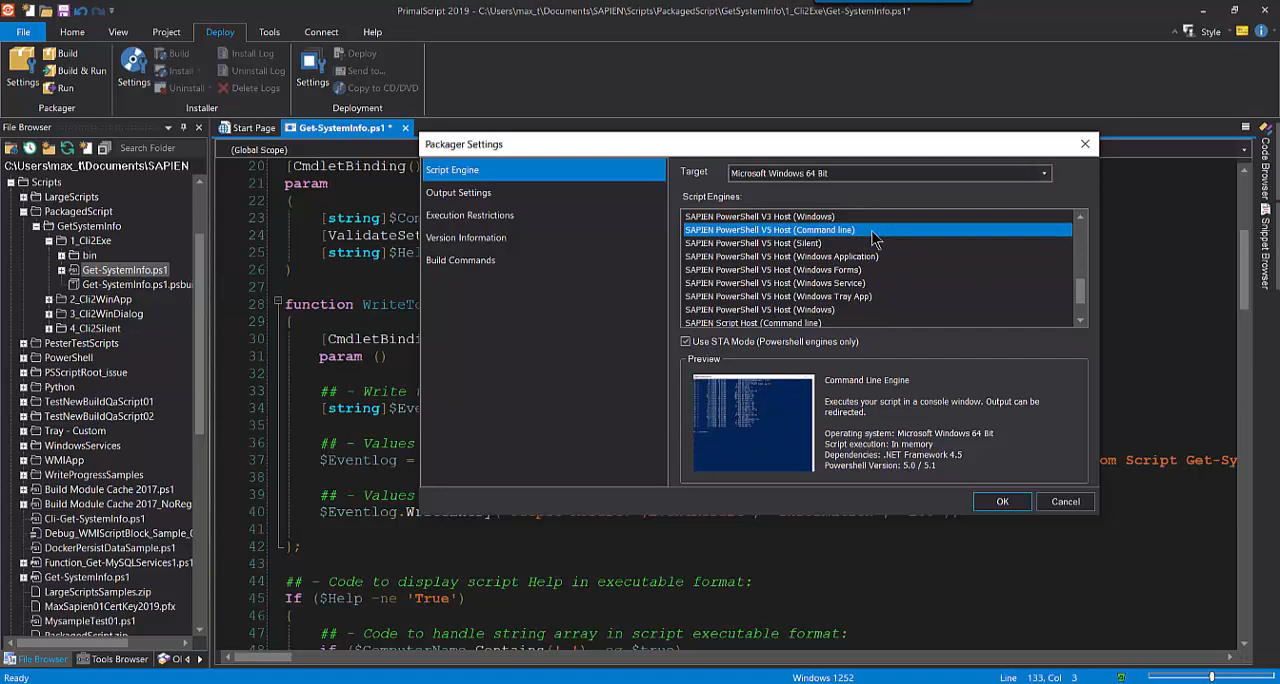 PrimalScript 2019 - C:\Users\max_t\Documents\SAPIEN\Scripts\PackagedScript\GetSystemInfo\1_Cli2Exe\Get-SystemInfo.ps1*
File Home View Project Deploy Tools Connect Help
Style
Settings
Build
Build & Run
Run
Packager
Settings
Build
Install
Uninstall
Install Log
Uninstall Log
Delete Logs
Installer
Settings
Deploy
Send to...
Copy to CD/DVD
Deployment
File Browser
Search Folder
C:\Users\max_t\Documents\SAPIEN
Scripts
LargeScripts
PackagedScript
GetSystemInfo
1_Cli2Exe
bin
Get-SystemInfo.ps1
Get-SystemInfo.ps1.psbu
2_Cli2WinApp
3_Cli2WinDialog
4_Cli2Silent
PesterTestScripts
PowerShell
PSScriptRoot_issue
Python
TestNewBuildQaScript01
TestNewBuildQaScript02
Tray - Custom
WindowsServices
WMIApp
WriteProgressSamples
Build Module Cache 2017.ps1
Build Module Cache 2017_NoReg
Cli-Get-SystemInfo.ps1
Debug_WMIScriptBlock_Sample_0
DockerPersistDataSample.ps1
Function_Get-MySQLServices1.ps1
Get-SystemInfo.ps1
LargeScriptsSamples.zip
MaxSapien01CertKey2019.pfx
MysampleTest01.ps1
PackagedScript.zip
File Browser Tools Browser Ol
Start Page
Get-SystemInfo.ps1 *
(Global Scope)
20 [CmdletBinding()
21 param
22 (
23 [string]$Con
24 [ValidateSet
25 [string]$Hel
26 )
27
28 function WriteTo
29 {
30 [CmdletBindi
31 param ()
32
33 ## - Write t
34 [string]$Eve
35
36 ## - Values
37 $Eventlog = om Script Get-Sy
38
39 ## - Values
40
41
42 };
43
44 ## - Code to display script Help in executable format:
45 If ($Help -ne 'True')
46 {
47 ## - Code to handle string array in script executable format:
48
Packager Settings
Script Engine
Output Settings
Execution Restrictions
Version Information
Build Commands
Target
Microsoft Windows 64 Bit
Script Engines:
SAPIEN PowerShell V3 Host (Windows)
SAPIEN PowerShell V5 Host (Command line)
SAPIEN PowerShell V5 Host (Silent)
SAPIEN PowerShell V5 Host (Windows Application)
SAPIEN PowerShell V5 Host (Windows Forms)
SAPIEN PowerShell V5 Host (Windows Service)
SAPIEN PowerShell V5 Host (Windows Tray App)
SAPIEN PowerShell V5 Host (Windows)
SAPIEN Script Host (Command line)
Use STA Mode (Powershell engines only)
Preview
Command Line Engine
Executes your script in a console window. Output can be
redirected.
Operating system: Microsoft Windows 64 Bit
Script execution: In memory
Dependencies: .NET Framework 4.5
Powershell Version: 5.0 / 5.1
OK
Cancel
Code Browser
Snippet Browser
Ready
Windows 1252
Line 133, Col 3